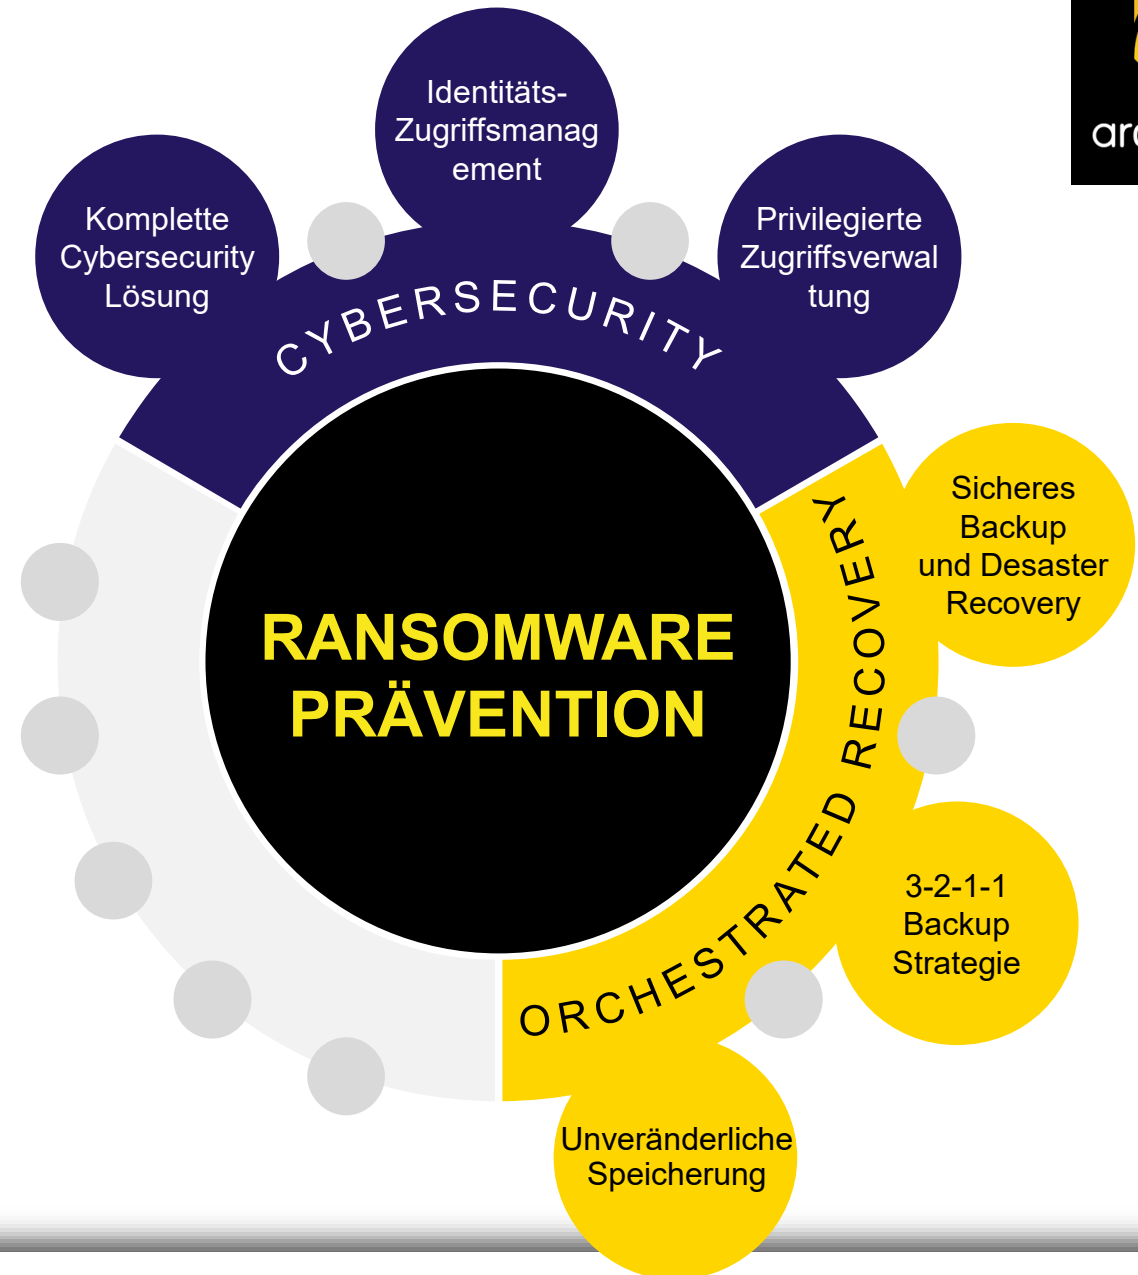 Identitäts-
Zugriffsmanag
ement
Komplette
Cybersecurity
Lösung
Privilegierte
Zugriffsverwal
tung
CYBERSECURITY
RANSOMWARE
PRÄVENTION
ORCHESTRATED RECOVERY
Sicheres
Backup
und Desaster
Recovery
3-2-1-1
Backup
Strategie
Unveränderliche
Speicherung